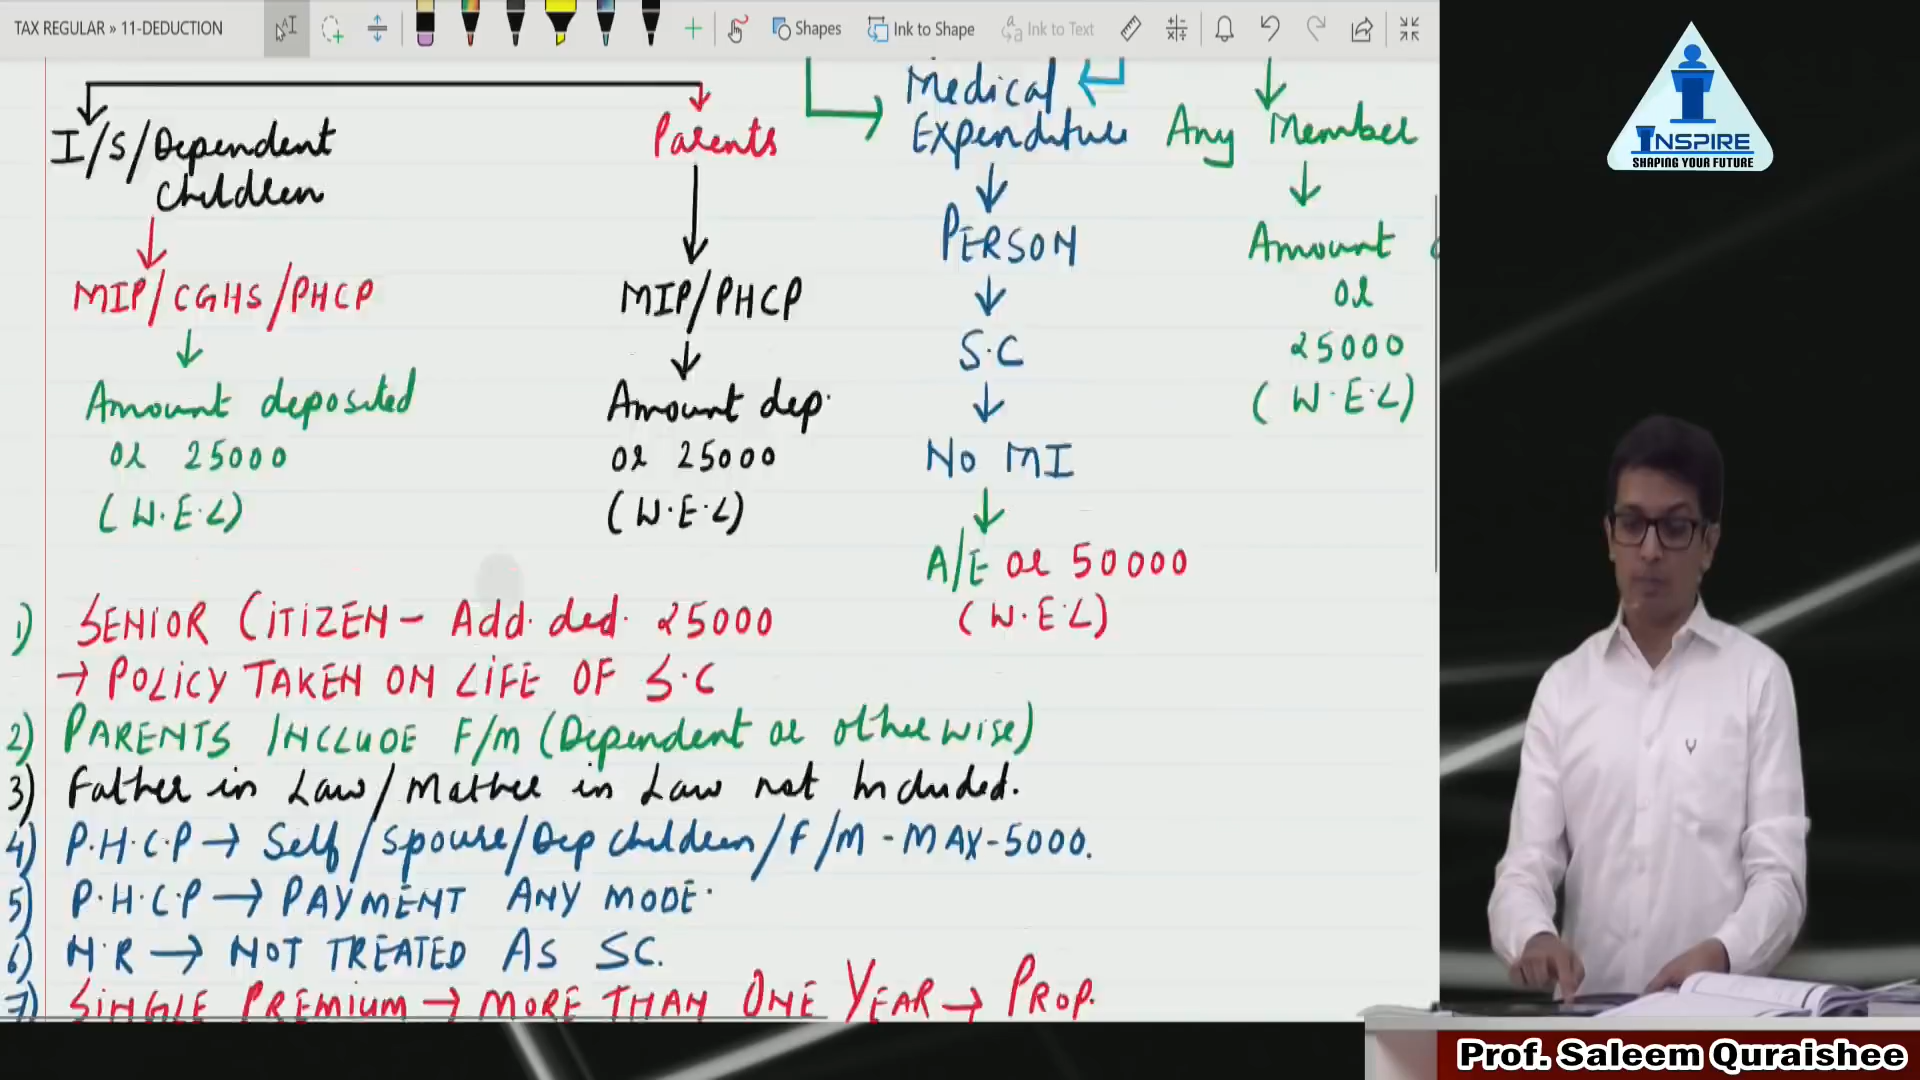 TAX REGULAR » 11-DEDUCTION
Shapes
Ink to Shape
Ink to Text
I/S/Dependent
Children
MIP/CGHS/PHCP
Amount deposited
or 25000
(W.E.L)
Parents
MIP/PHCP
Amount dep.
or 25000
(W.E.L)
Medical
Expenditure
PERSON
S.C
No MI
A/E or 50000
(W.E.L)
Any Member
Amount
or
25000
(W.E.L)
1) SENIOR CITIZEN - Add. ded. 25000
→ POLICY TAKEN ON LIFE OF S.C
2) PARENTS INCLUDE F/M (Dependent or otherwise)
3) Father in Law/Mother in Law not Included.
4) P.H.C.P → Self/Spouse/Dep children/F/M - MAX-5000.
5) P.H.C.P → PAYMENT ANY MODE.
6) N.R → NOT TREATED AS SC.
7) SINGLE PREMIUM → MORE THAN ONE YEAR → PROP.
INSPIRE
SHAPING YOUR FUTURE
Prof. Saleem Quraishee